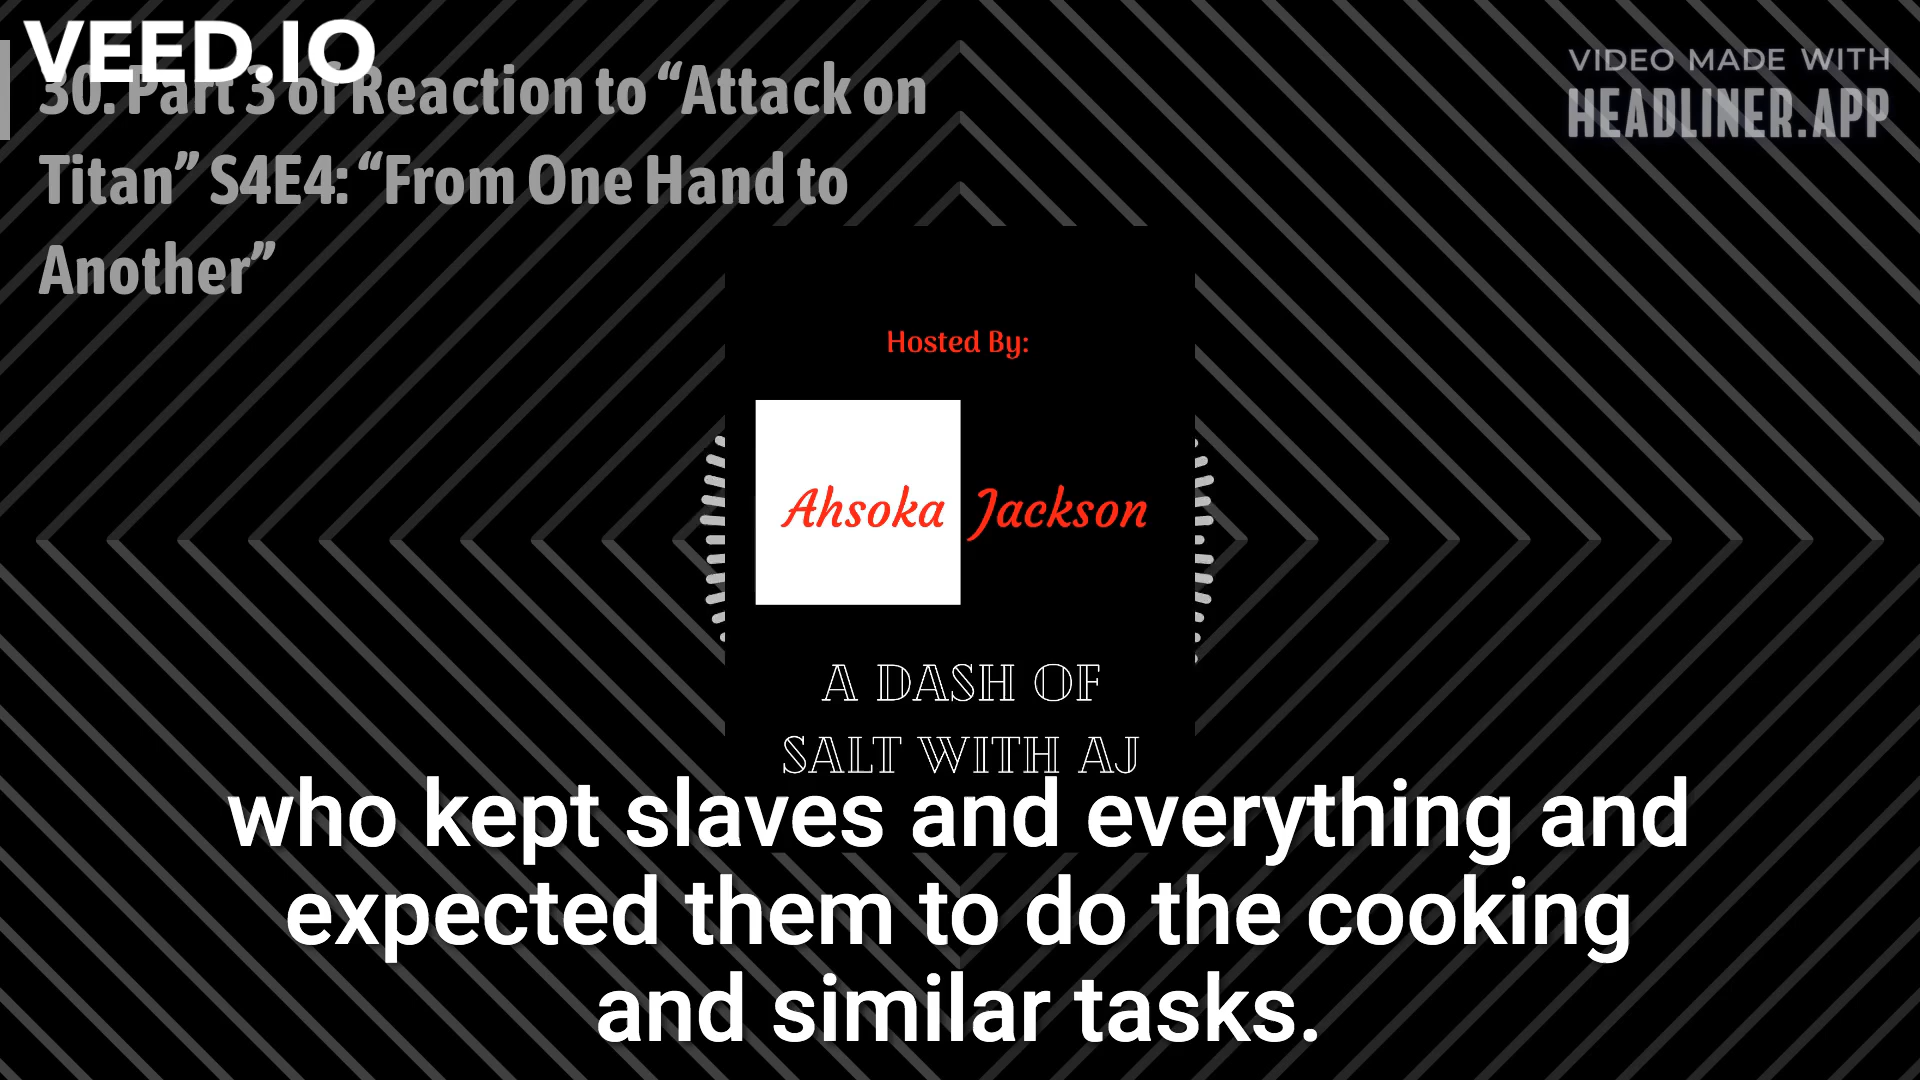 VEED.IO
30. Part 3 of Reaction to “Attack on
Titan” S4E4: “From One Hand to
Another”
VIDEO MADE WITH
HEADLINER.APP
Hosted By:
Ahsoka Jackson
A DASH OF
SALT WITH AJ
who kept slaves and everything and
expected them to do the cooking
and similar tasks.